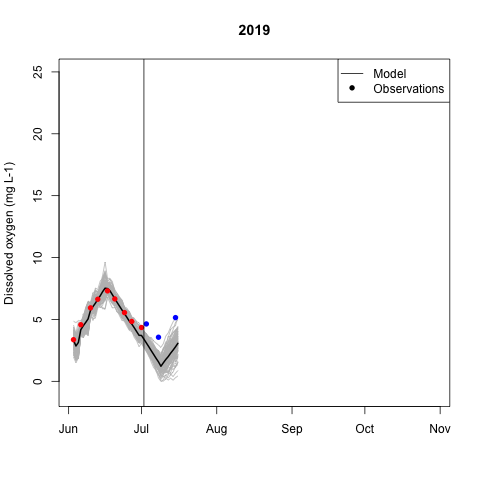 2019
Model
Observations
Dissolved oxygen (mg L-1)
25
20
15
10
5
0
Jun Jul Aug Sep Oct Nov